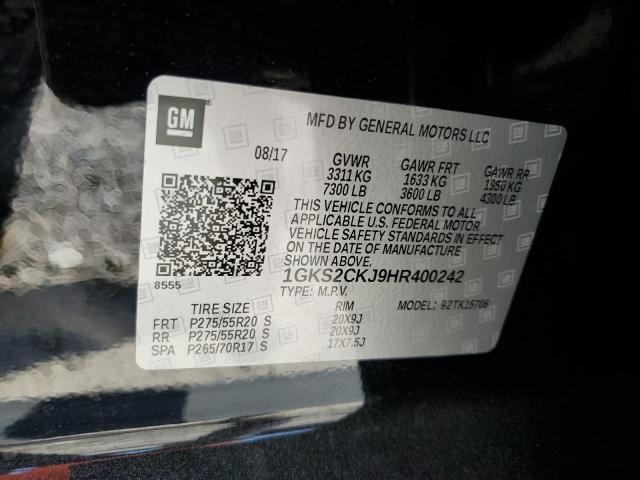 GM
MFD BY GENERAL MOTORS LLC
08/17
GVWR GAWR FRT GAWR RR
3311 KG 1633 KG 1950 KG
7300 LB 3600 LB 4300 LB
THIS VEHICLE CONFORMS TO ALL
APPLICABLE U.S. FEDERAL MOTOR
VEHICLE SAFETY STANDARDS IN EFFECT
ON THE DATE OF MANUFACTURE
SHOWN ABOVE.
1GKS2CKJ9HR400242
8555
TYPE: M.P.V. MODEL: 92TK15706
TIRE SIZE RIM
FRT P275/55R20 S 20X9J
RR P275/55R20 S 20X9J
SPA P265/70R17 S 17X7.5J